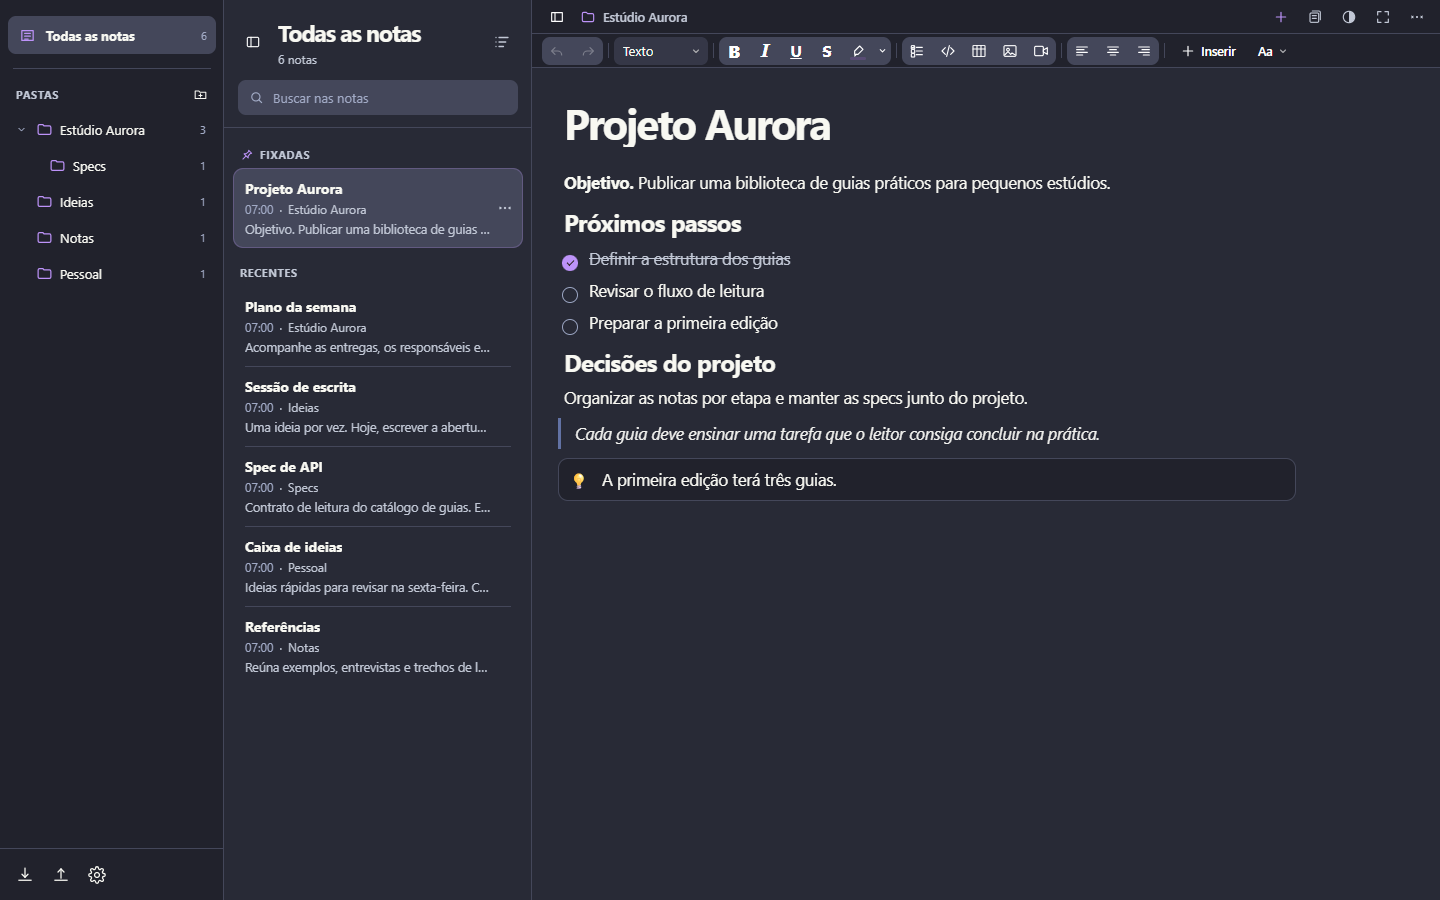 Todas as notas 6
PASTAS
Estúdio Aurora 3
Specs 1
Ideias 1
Notas 1
Pessoal 1
Todas as notas
6 notas
Buscar nas notas
FIXADAS
Projeto Aurora
07:00 · Estúdio Aurora
Objetivo. Publicar uma biblioteca de guias ...
RECENTES
Plano da semana
07:00 · Estúdio Aurora
Acompanhe as entregas, os responsáveis e...
Sessão de escrita
07:00 · Ideias
Uma ideia por vez. Hoje, escrever a abertu...
Spec de API
07:00 · Specs
Contrato de leitura do catálogo de guias. E...
Caixa de ideias
07:00 · Pessoal
Ideias rápidas para revisar na sexta-feira. C...
Referências
07:00 · Notas
Reúna exemplos, entrevistas e trechos de l...
Estúdio Aurora
Texto B I U S Inserir Aa
Projeto Aurora
Objetivo. Publicar uma biblioteca de guias práticos para pequenos estúdios.
Próximos passos
Definir a estrutura dos guias
Revisar o fluxo de leitura
Preparar a primeira edição
Decisões do projeto
Organizar as notas por etapa e manter as specs junto do projeto.
Cada guia deve ensinar uma tarefa que o leitor consiga concluir na prática.
A primeira edição terá três guias.